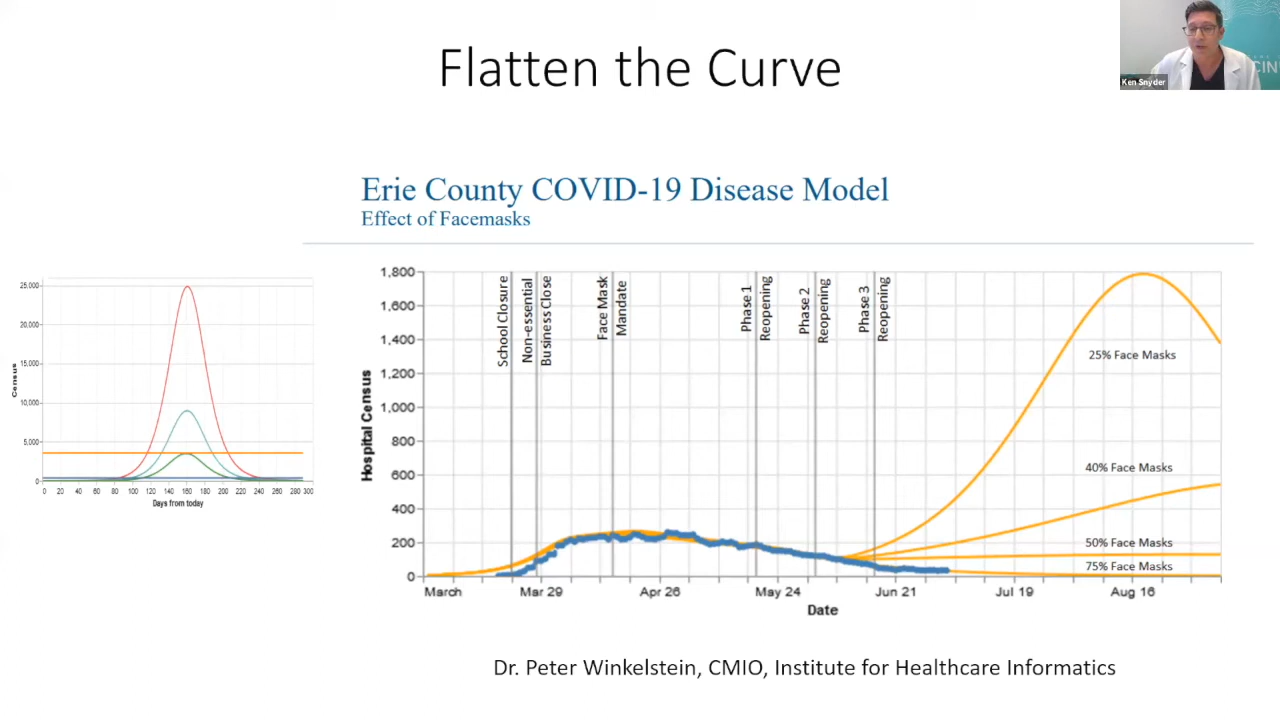 Flatten the Curve
Ken Snyder
Erie County COVID-19 Disease Model
Effect of Facemasks
25,000
20,000
15,000
10,000
5,000
0
Census
0 20 40 60 80 100 120 140 160 180 200 220 240 260 280 300
Days from today
1,800
1,600
1,400
1,200
1,000
800
600
400
200
0
Hospital Census
School Closure
Non-essential
Business Close
Face Mask
Mandate
Phase 1
Reopening
Phase 2
Reopening
Phase 3
Reopening
25% Face Masks
40% Face Masks
50% Face Masks
75% Face Masks
March Mar 29 Apr 26 May 24 Jun 21 Jul 19 Aug 16
Date
Dr. Peter Winkelstein, CMIO, Institute for Healthcare Informatics